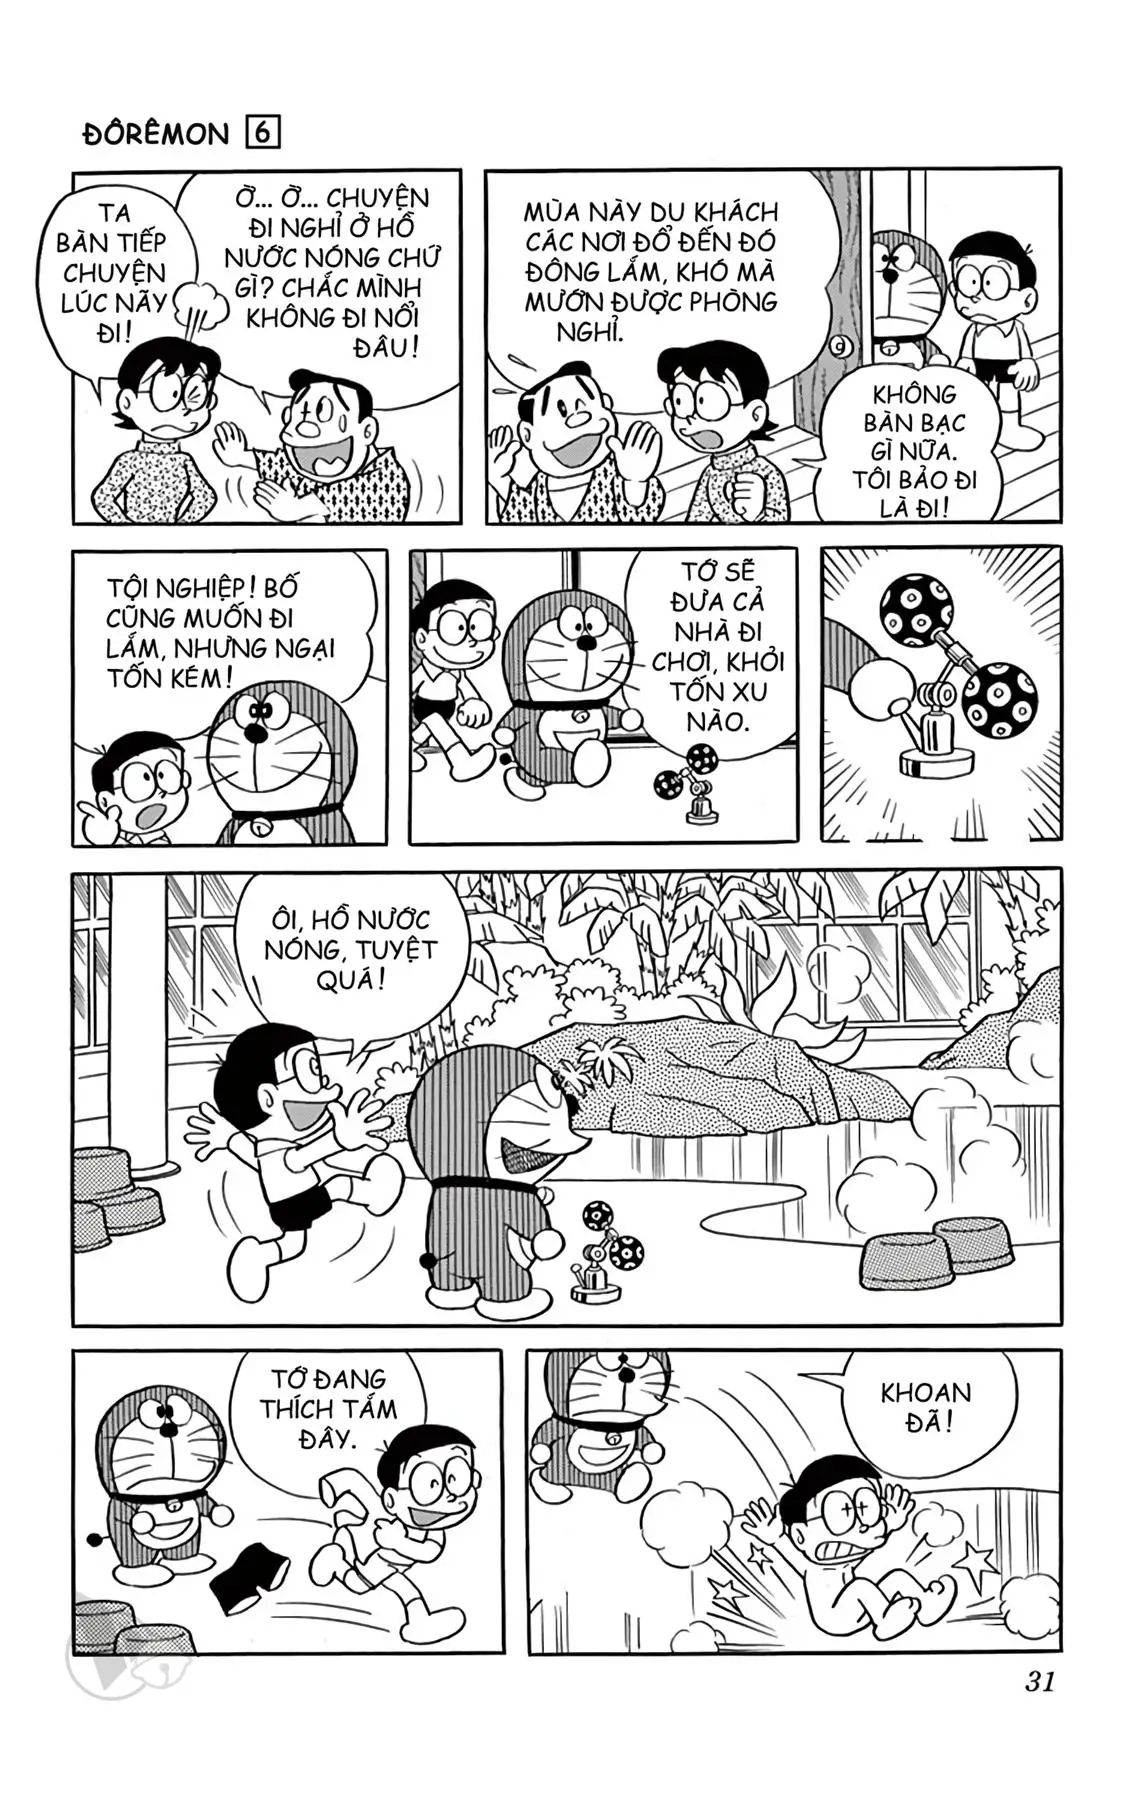 ĐÔRÊMON 6
TA
BÀN TIẾP
CHUYỆN
LÚC NÃY
ĐI!
Ờ... Ờ... CHUYỆN
ĐI NGHỈ Ở HỒ
NƯỚC NÓNG CHỨ
GÌ? CHẮC MÌNH
KHÔNG ĐI NỔI
ĐÂU!
MÙA NÀY DU KHÁCH
CÁC NƠI ĐỔ ĐẾN ĐÓ
ĐÔNG LẮM, KHÓ MÀ
MƯỚN ĐƯỢC PHÒNG
NGHỈ.
KHÔNG
BÀN BẠC
GÌ NỮA.
TÔI BẢO ĐI
LÀ ĐI!
TỘI NGHIỆP! BỐ
CŨNG MUỐN ĐI
LẮM, NHƯNG NGẠI
TỐN KÉM!
TỚ SẼ
ĐƯA CẢ
NHÀ ĐI
CHƠI, KHỎI
TỐN XU
NÀO.
ÔI, HỒ NƯỚC
NÓNG, TUYỆT
QUÁ!
TỚ ĐANG
THÍCH TẮM
ĐÂY.
KHOAN
ĐÃ!
31